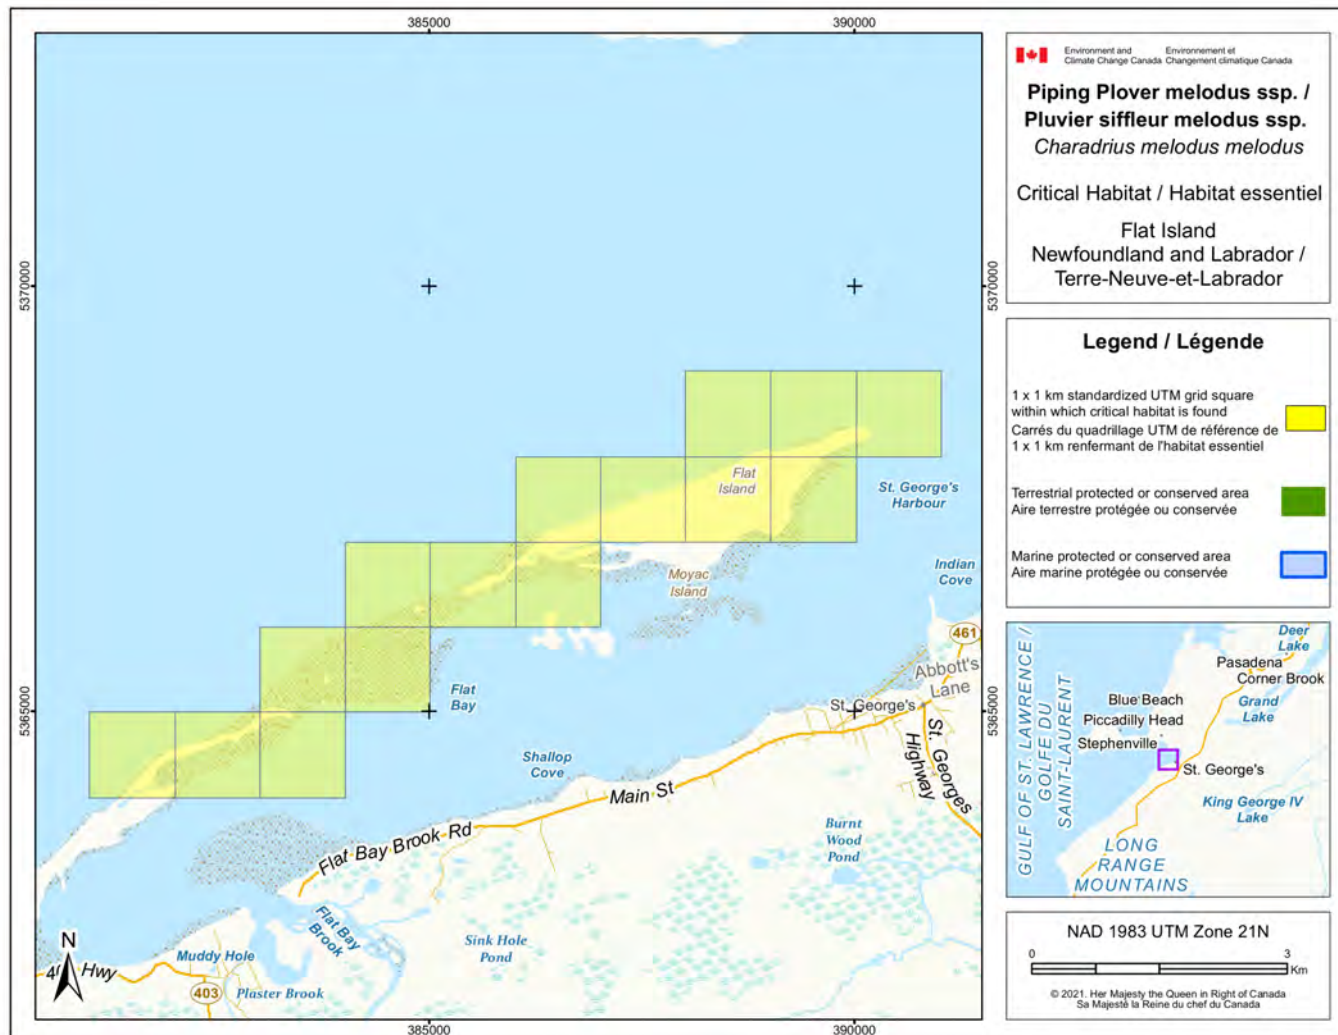 385000
390000
5370000
5370000
5365000
5365000
Flat
Island
St. George's
Harbour
Moyac
Island
Indian
Cove
461
Abbott's
Lane
Flat
Bay
St. George's
St. Georges
Highway
Shallop
Cove
Main St
Flat Bay Brook Rd
Burnt
Wood
Pond
Flat Bay
Brook
Sink Hole
Pond
Muddy Hole
N
Hwy
403
Plaster Brook
385000
390000
Environment and
Climate Change Canada
Environnement et
Changement climatique Canada
Piping Plover melodus ssp. /
Pluvier siffleur melodus ssp.
Charadrius melodus melodus
Critical Habitat / Habitat essentiel
Flat Island
Newfoundland and Labrador /
Terre-Neuve-et-Labrador
Legend / Légende
1 x 1 km standardized UTM grid square
within which critical habitat is found
Carrés du quadrillage UTM de référence de
1 x 1 km renfermant de l'habitat essentiel
Terrestrial protected or conserved area
Aire terrestre protégée ou conservée
Marine protected or conserved area
Aire marine protégée ou conservée
GULF OF ST. LAWRENCE /
GOLFE DU
SAINT-LAURENT
Deer
Lake
Pasadena
Corner Brook
Blue Beach
Grand
Lake
Piccadilly Head
Stephenville
St. George's
King George IV
Lake
LONG
RANGE
MOUNTAINS
NAD 1983 UTM Zone 21N
0 3
Km
© 2021. Her Majesty the Queen in Right of Canada
Sa Majesté la Reine du chef du Canada